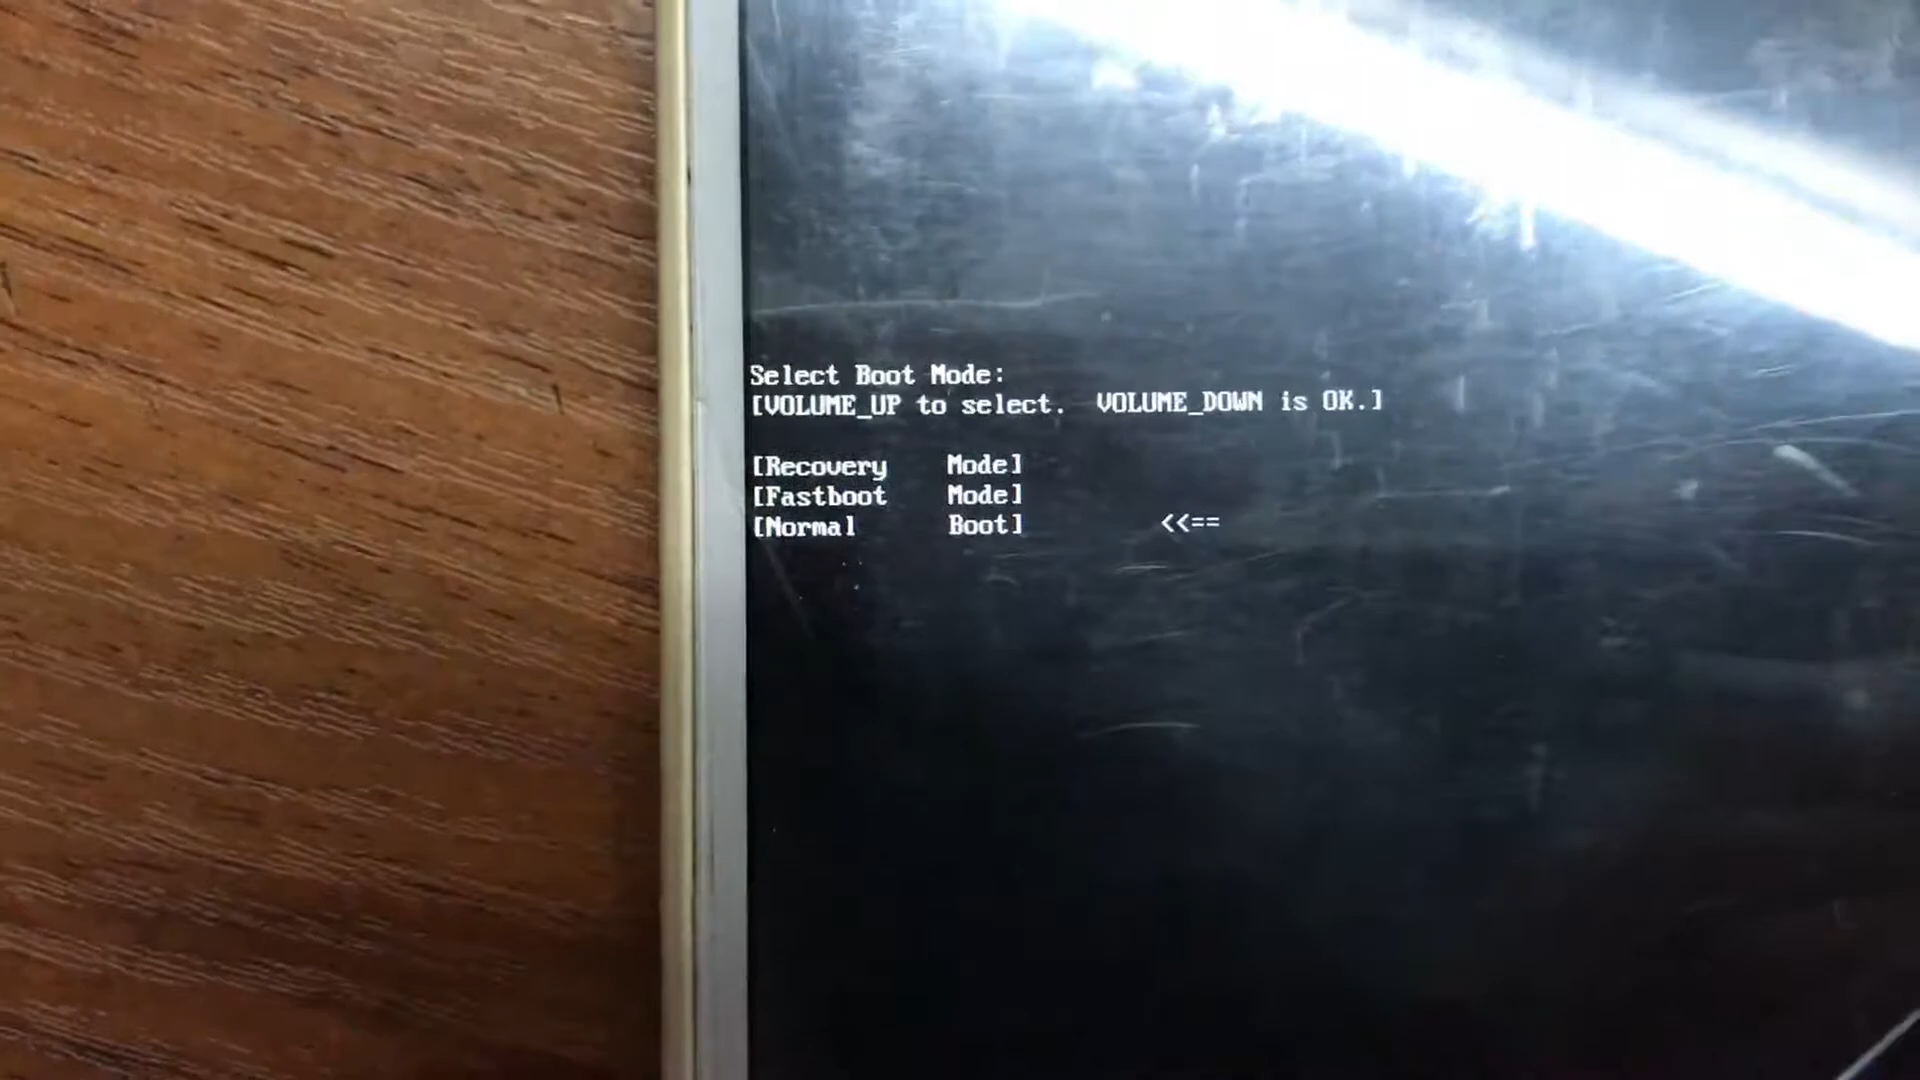 Select Boot Mode:
[VOLUME_UP to select.  VOLUME_DOWN is OK.]
[Recovery    Mode]
[Fastboot    Mode]
[Normal      Boot]         <<==